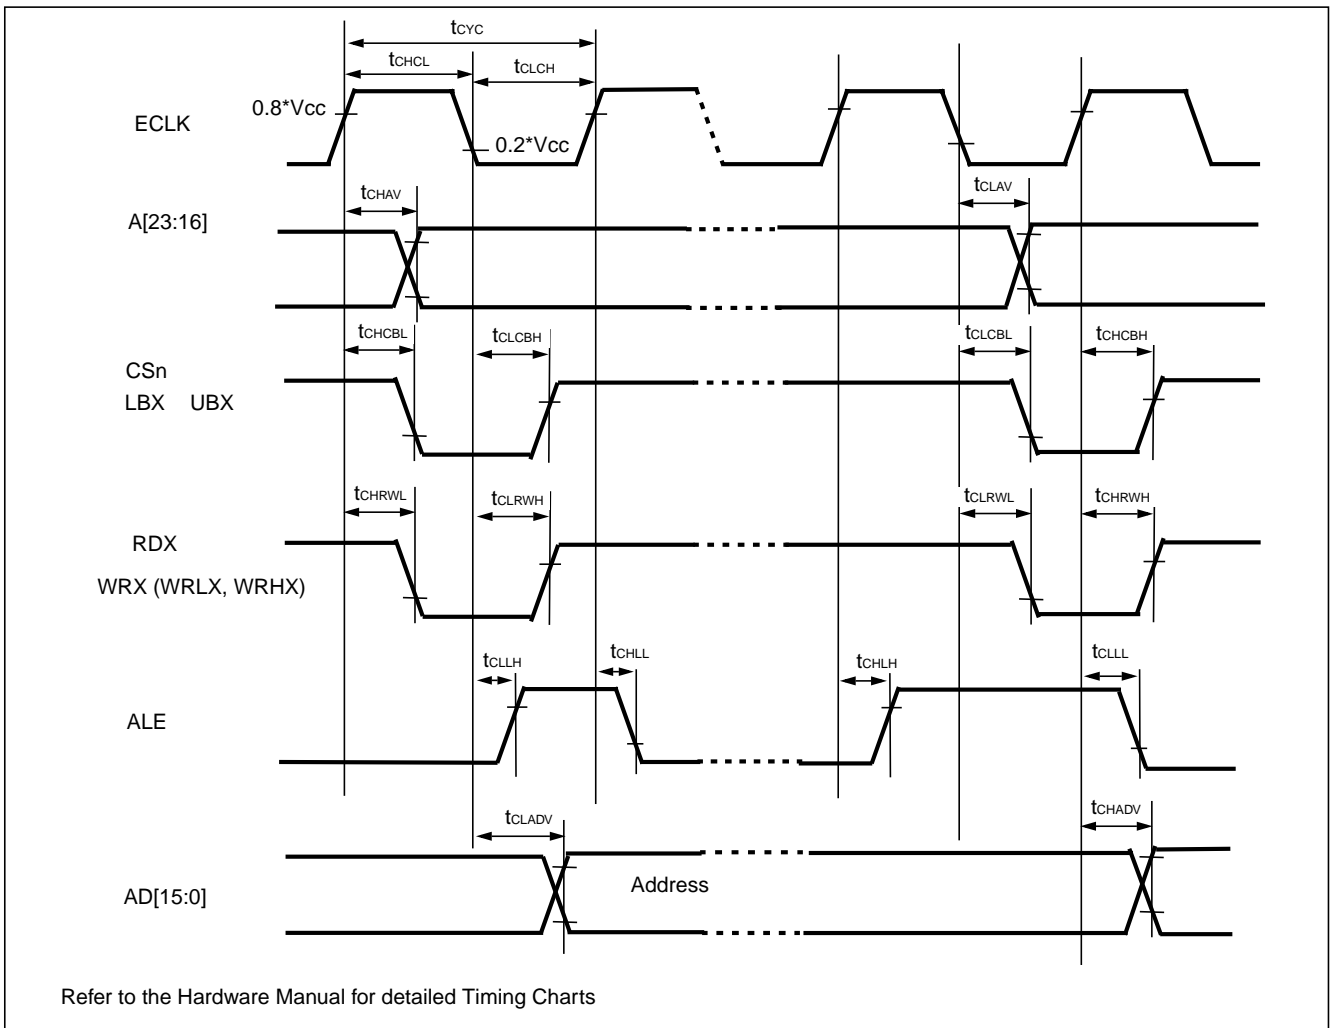 tCYC
tCHCL
tCLCH
0.8*Vcc
ECLK
0.2*Vcc
tCHAV
tCLAV
A[23:16]
tCHCBL
tCLCBH
tCLCBL
tCHCBH
CSn
LBX UBX
tCHRWL
tCLRWH
tCLRWL
tCHRWH
RDX
WRX (WRLX, WRHX)
tCLLH
tCHLL
tCHLH
tCLLL
ALE
tCLADV
tCHADV
Address
AD[15:0]
Refer to the Hardware Manual for detailed Timing Charts